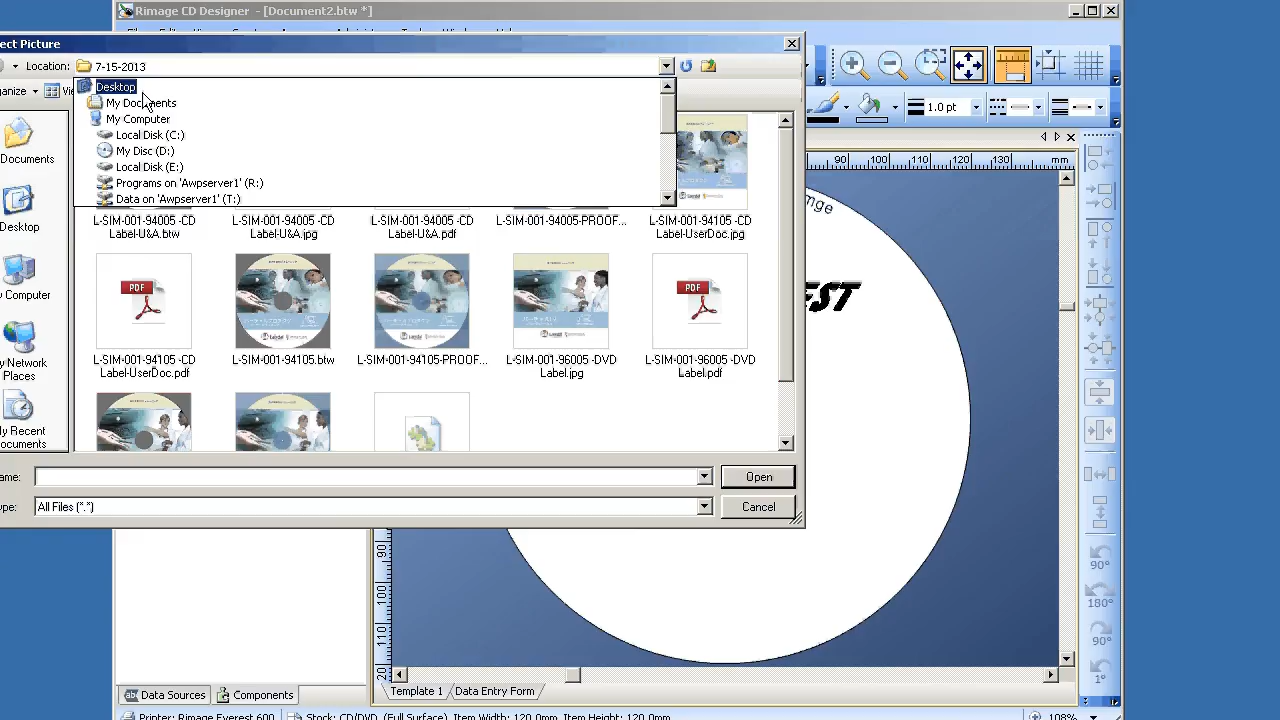 Rimage CD Designer - [Document2.btw *]
ect Picture
Location: 7-15-2013
anize
Vi
Desktop
My Documents
My Computer
Local Disk (C:)
My Disc (D:)
Local Disk (E:)
Programs on 'Awpserver1' (R:)
Data on 'Awpserver1' (T:)
Documents
Desktop
y Computer
y Network
Places
y Recent
ocuments
L-SIM-001-94005 -CD
Label-U&A.btw
L-SIM-001-94005 -CD
Label-U&A.jpg
L-SIM-001-94005 -CD
Label-U&A.pdf
L-SIM-001-94005-PROOF...
L-SIM-001-94105 -CD
Label-UserDoc.jpg
PDF
PDF
L-SIM-001-94105 -CD
Label-UserDoc.pdf
L-SIM-001-94105.btw
L-SIM-001-94105-PROOF...
L-SIM-001-96005 -DVD
Label.jpg
L-SIM-001-96005 -DVD
Label.pdf
ame:
Open
ype: All Files (*.*)
Cancel
1.0 pt
90 100 110 120 mm
mge
EST
90
100
110
120
90°
180°
90°
1°
Data Sources
Components
Template 1
Data Entry Form
Printer: Rimage Everest 600
Item Width: 120.0mm Item Height: 120.0mm
108%